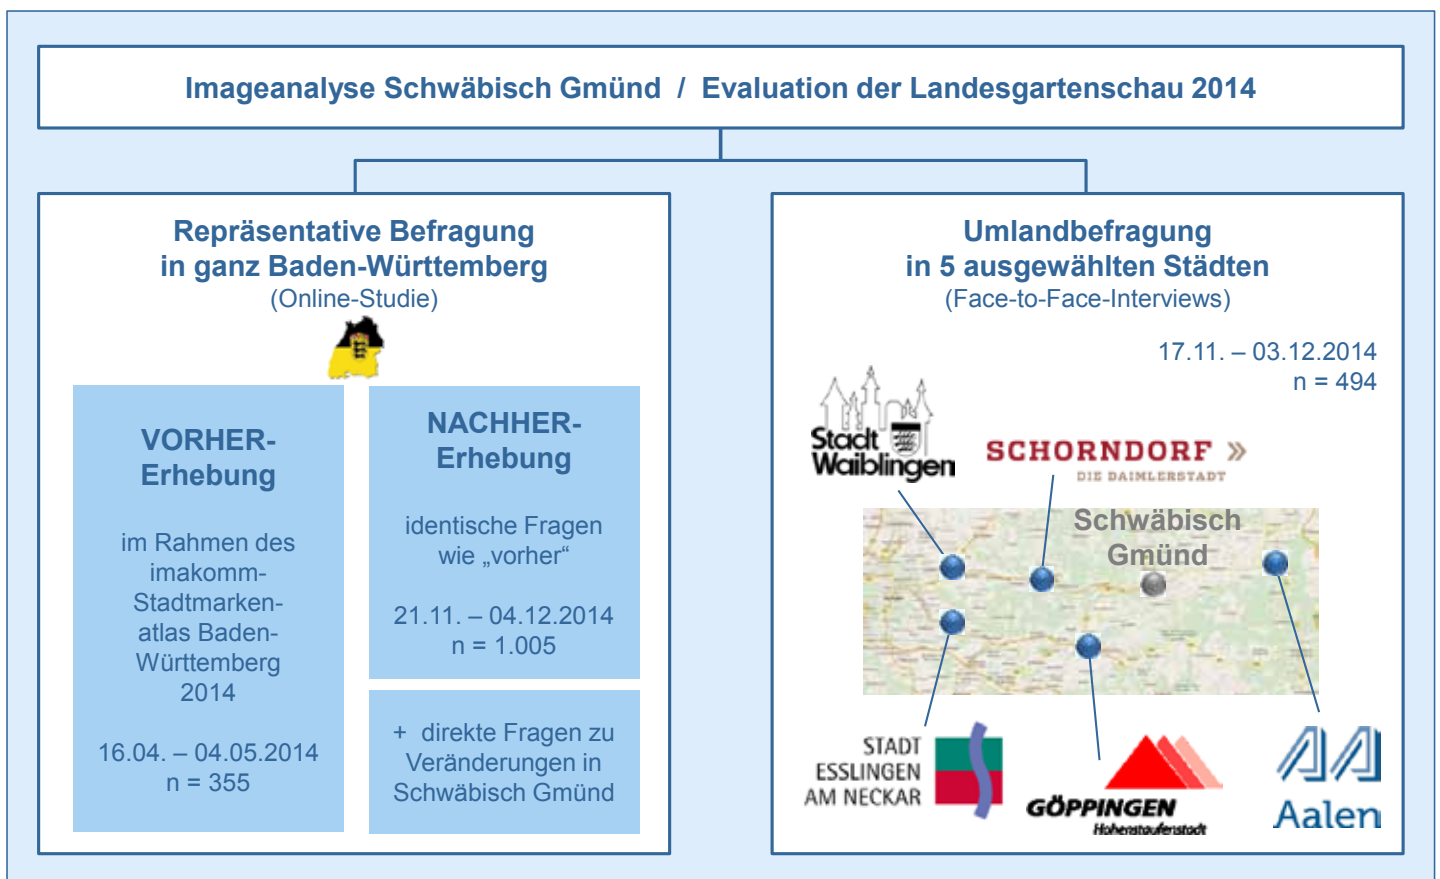 Imageanalyse Schwäbisch Gmünd / Evaluation der Landesgartenschau 2014
Repräsentative Befragung
in ganz Baden-Württemberg
(Online-Studie)
VORHER-
Erhebung
im Rahmen des
imakomm-
Stadtmarken-
atlas Baden-
Württemberg
2014
16.04. – 04.05.2014
n = 355
NACHHER-
Erhebung
identische Fragen
wie „vorher“
21.11. – 04.12.2014
n = 1.005
+ direkte Fragen zu
Veränderungen in
Schwäbisch Gmünd
Umlandbefragung
in 5 ausgewählten Städten
(Face-to-Face-Interviews)
17.11. – 03.12.2014
n = 494
Stadt
Waiblingen
SCHORNDORF »
DIE DAIMLERSTADT
Schwäbisch
Gmünd
STADT
ESSLINGEN
AM NECKAR
GÖPPINGEN
Hohenstaufenstadt
Aalen